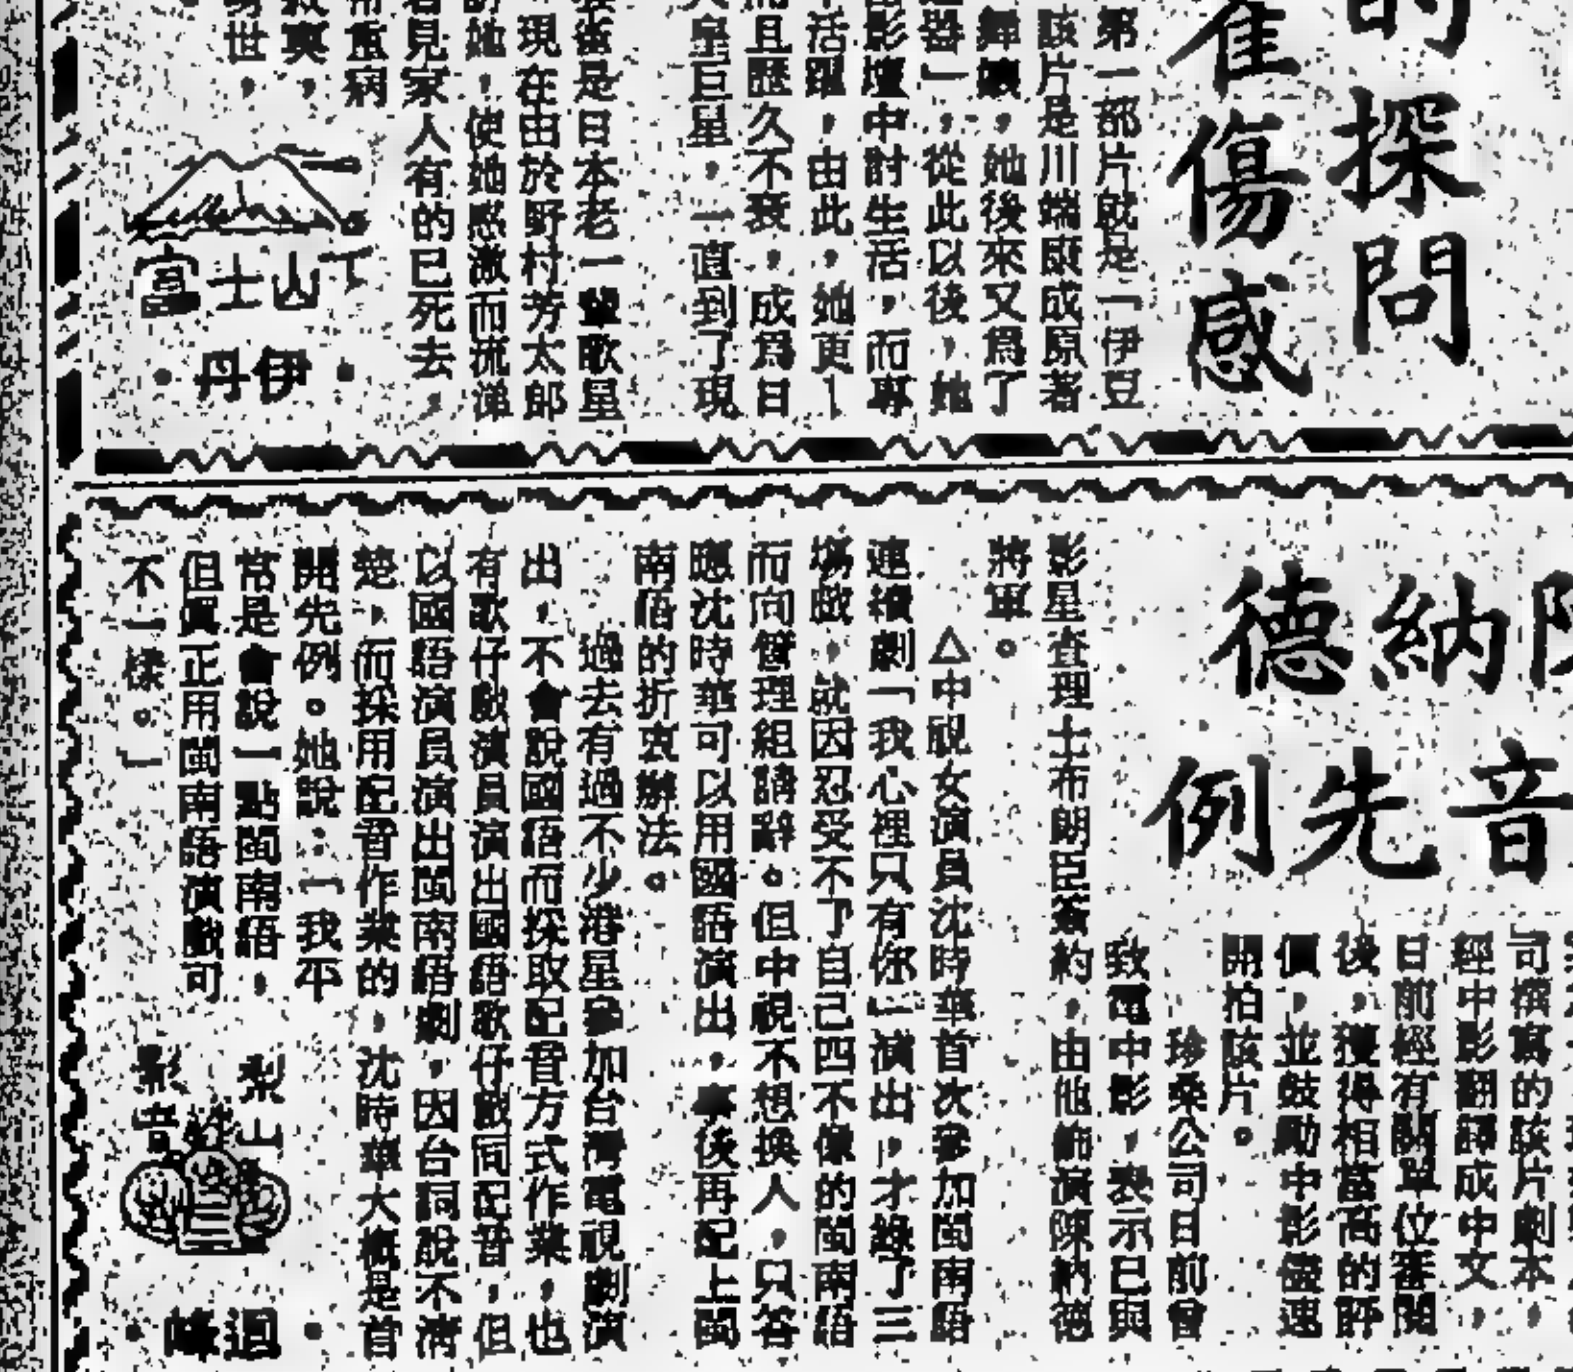 的探問
雀傷感
第一部片就是「伊豆
該片是川端康成原著
舞孃，她後來又為了
」，從此以後，她
影壇中討生活，而專
活躍，由此，她更一
且歷久不衰，成為日
皇巨星，一直到了現
後是日本老一輩歌星
現在由於野村芳太郎
她，使她感激而流涕
見家人有的已死去，
重病
寞，
世，
富士山下
•伊丹•
陳納德
音先例
司撰寫的該片劇本，
經中影翻譯成中文，
日前經有關單位審閱
後，獲得相當高的評
價，並鼓勵中影儘速
開拍該片。
珍桑公司日前曾
致電中影，表示已與
影星查理士布朗臣簽約，由他飾演陳納德
將軍。
△中視女演員沈時華首次參加閩南語
連續劇「我心裡只有你」演出，才錄了三
場戲，就因忍受不了自己四不像的閩南語
而向管理組請辭。但中視不想換人，只答
應沈時華可以用國語演出，事後再配上閩
南語的折衷辦法。
過去有過不少港星參加台灣電視劇演
出，不會說國語而採取配音方式作業，也
有歌仔戲演員演出國語歌仔戲同配音，但
以國語演員演出閩南語劇，因台詞說不清
楚，而採用配音作業的，沈時華大概是首
開先例。她說：「我平
常是會說一點閩南語，
但真正用閩南語演戲可
不一樣。」
梨山
影音
•迴峰•